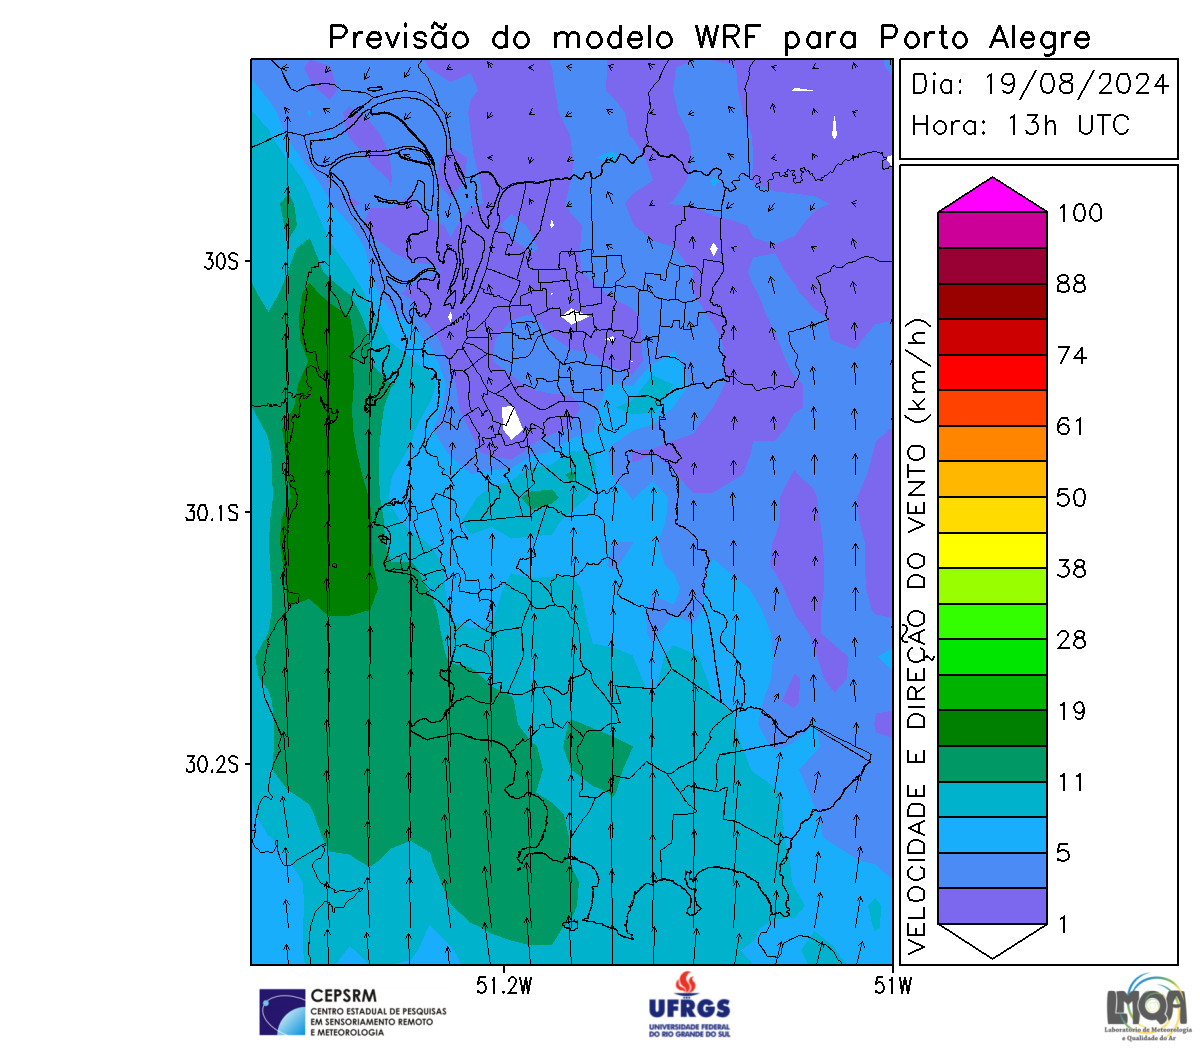 Previsão do modelo WRF para Porto Alegre
Dia: 19/08/2024
Hora: 13h UTC
30S
30.1S
30.2S
51.2W
51W
VELOCIDADE E DIREÇÃO DO VENTO (km/h)
100
88
74
61
50
38
28
19
11
5
1
CEPSRM
CENTRO ESTADUAL DE PESQUISAS
EM SENSORIAMENTO REMOTO
E METEOROLOGIA
UFRGS
UNIVERSIDADE FEDERAL
DO RIO GRANDE DO SUL
LMQA
Laboratório de Meteorologia
e Qualidade do Ar